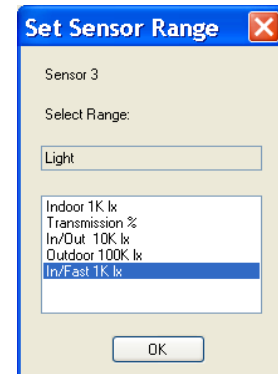 Set Sensor Range
Sensor 3
Select Range:
Light
Indoor 1K lx
Transmission %
In/Out 10K lx
Outdoor 100K lx
In/Fast 1K lx
OK